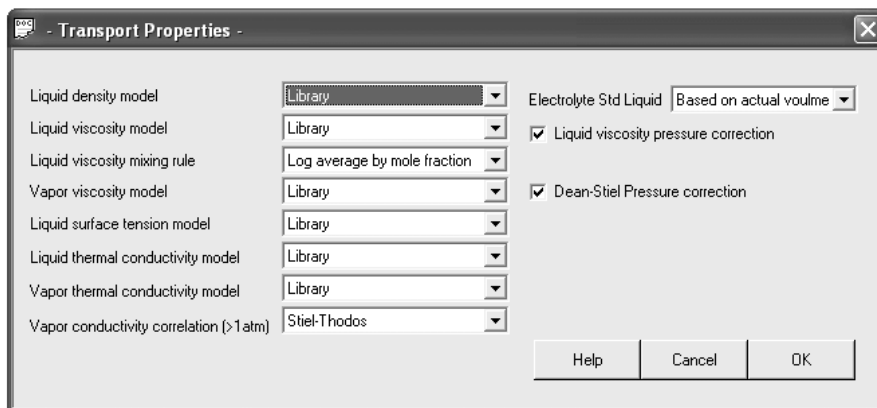 DOC
- Transport Properties -
Liquid density model Library
Liquid viscosity model Library
Liquid viscosity mixing rule Log average by mole fraction
Vapor viscosity model Library
Liquid surface tension model Library
Liquid thermal conductivity model Library
Vapor thermal conductivity model Library
Vapor conductivity correlation (>1atm) Stiel-Thodos
Electrolyte Std Liquid Based on actual voulme
Liquid viscosity pressure correction
Dean-Stiel Pressure correction
Help Cancel OK